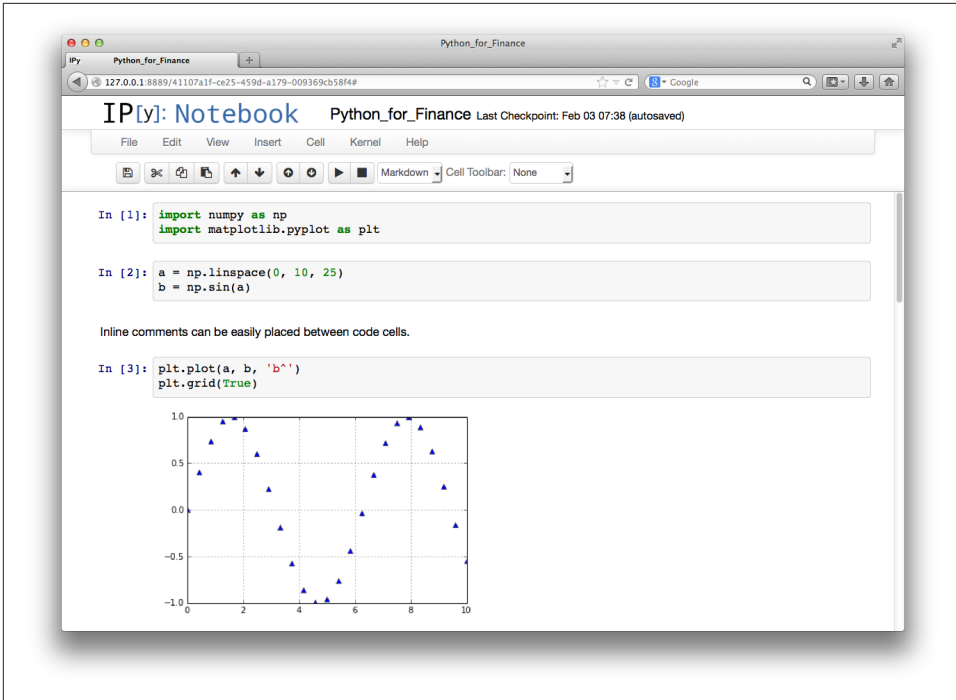 Python_for_Finance
IPy Python_for_Finance +
127.0.0.1:8889/41107a1f-ce25-459d-a179-009369cb58f4# 8 Google
IP[y]: Notebook Python_for_Finance Last Checkpoint: Feb 03 07:38 (autosaved)
File Edit View Insert Cell Kernel Help
Markdown Cell Toolbar: None
In [1]: import numpy as np
import matplotlib.pyplot as plt
In [2]: a = np.linspace(0, 10, 25)
b = np.sin(a)
Inline comments can be easily placed between code cells.
In [3]: plt.plot(a, b, 'b^')
plt.grid(True)
1.0
0.5
0.0
−0.5
−1.0
0 2 4 6 8 10